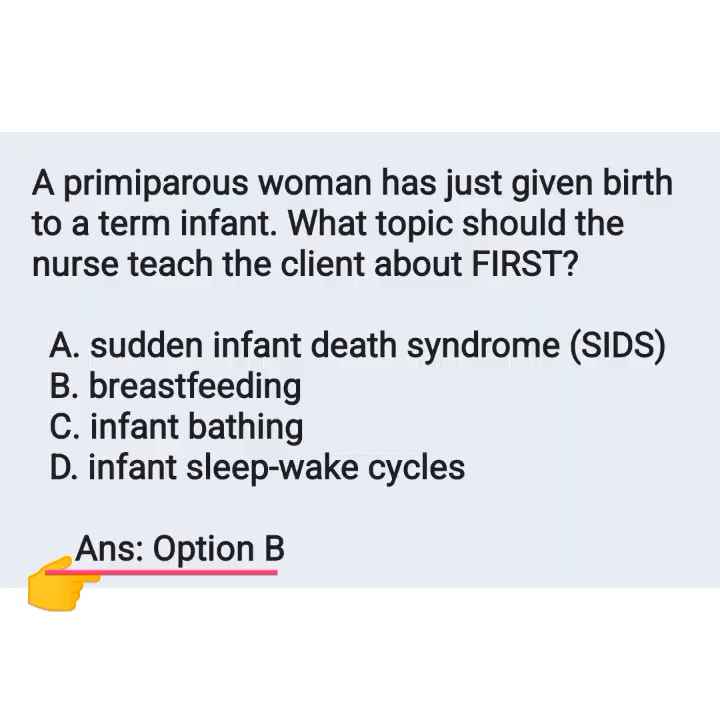 A primiparous woman has just given birth
to a term infant. What topic should the
nurse teach the client about FIRST?
A. sudden infant death syndrome (SIDS)
B. breastfeeding
C. infant bathing
D. infant sleep-wake cycles
Ans: Option B